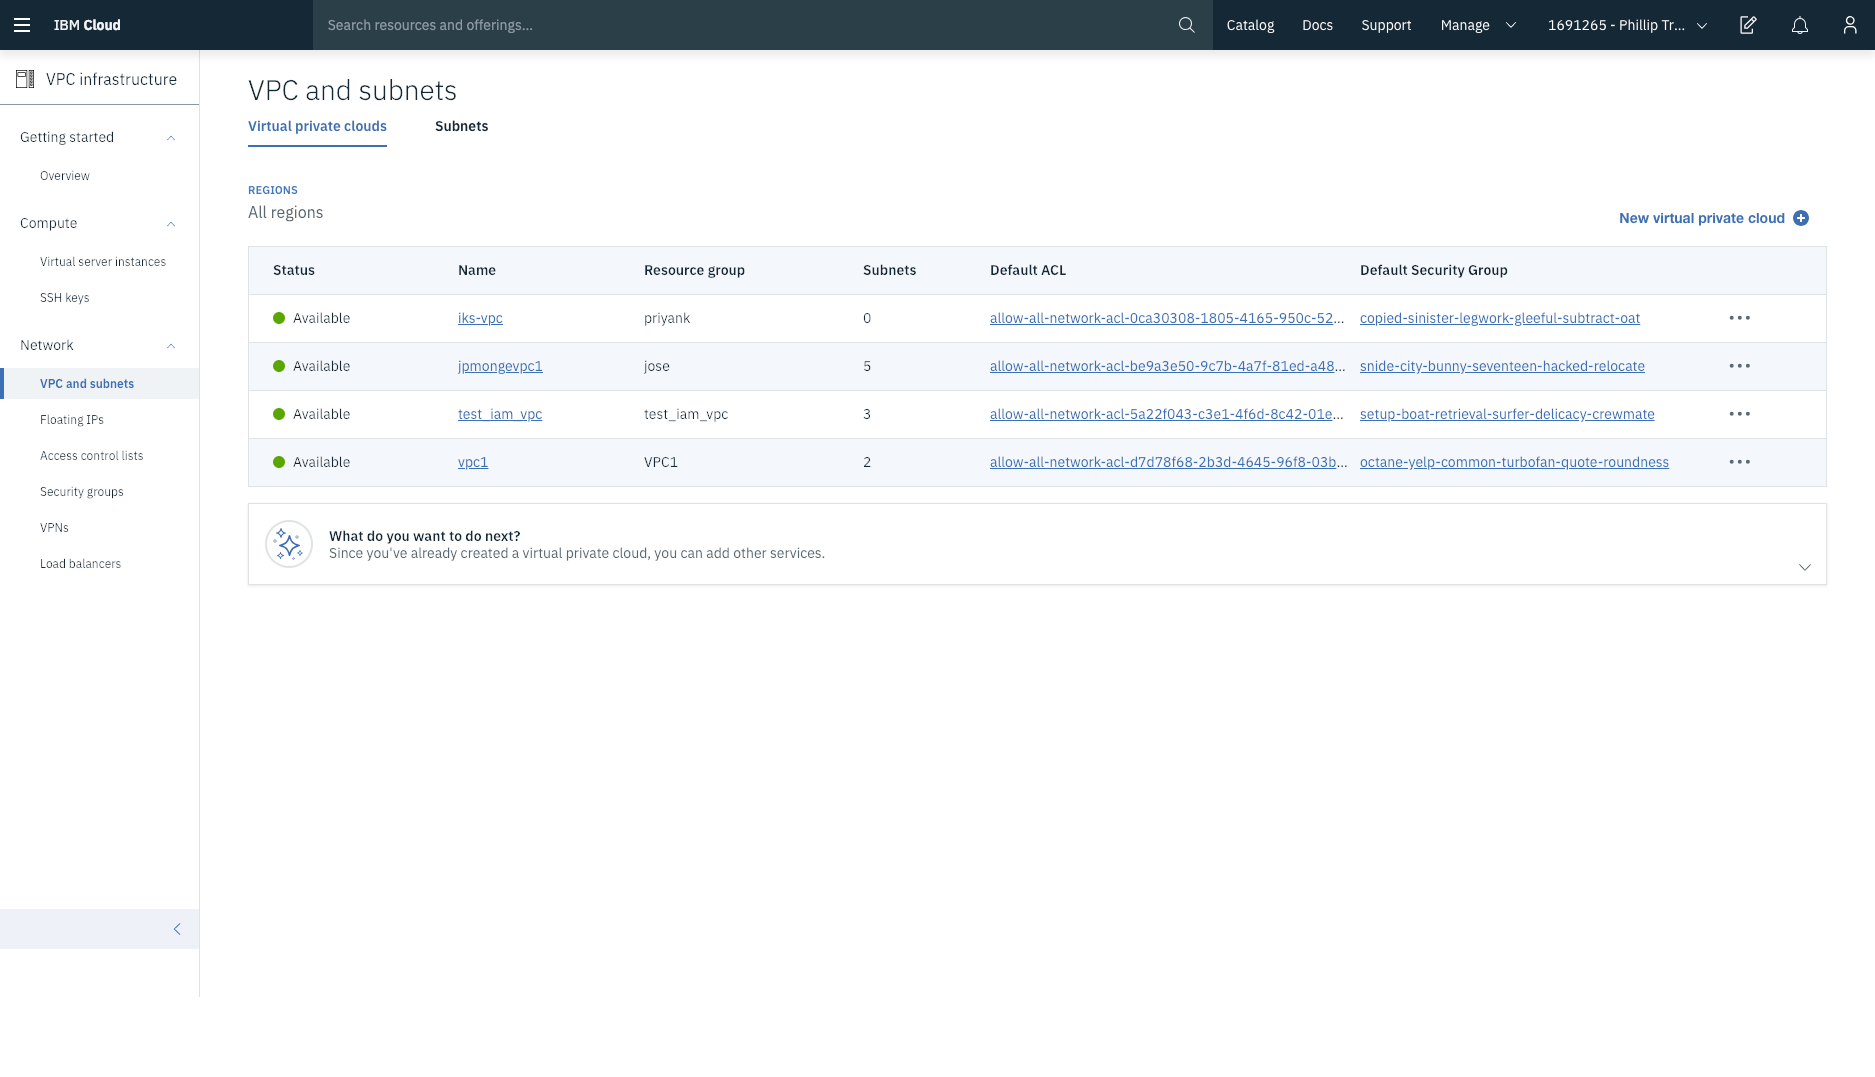 IBM Cloud
Search resources and offerings...
Catalog
Docs
Support
Manage
1691265 - Phillip Tr...
VPC infrastructure
Getting started
Overview
Compute
Virtual server instances
SSH keys
Network
VPC and subnets
Floating IPs
Access control lists
Security groups
VPNs
Load balancers
VPC and subnets
Virtual private clouds Subnets
REGIONS
All regions
New virtual private cloud
Status Name Resource group Subnets Default ACL Default Security Group
Available iks-vpc priyank 0 allow-all-network-acl-0ca30308-1805-4165-950c-52... copied-sinister-legwork-gleeful-subtract-oat
Available jpmongevpc1 jose 5 allow-all-network-acl-be9a3e50-9c7b-4a7f-81ed-a48... snide-city-bunny-seventeen-hacked-relocate
Available test_iam_vpc test_iam_vpc 3 allow-all-network-acl-5a22f043-c3e1-4f6d-8c42-01e... setup-boat-retrieval-surfer-delicacy-crewmate
Available vpc1 VPC1 2 allow-all-network-acl-d7d78f68-2b3d-4645-96f8-03b... octane-yelp-common-turbofan-quote-roundness
What do you want to do next?
Since you've already created a virtual private cloud, you can add other services.